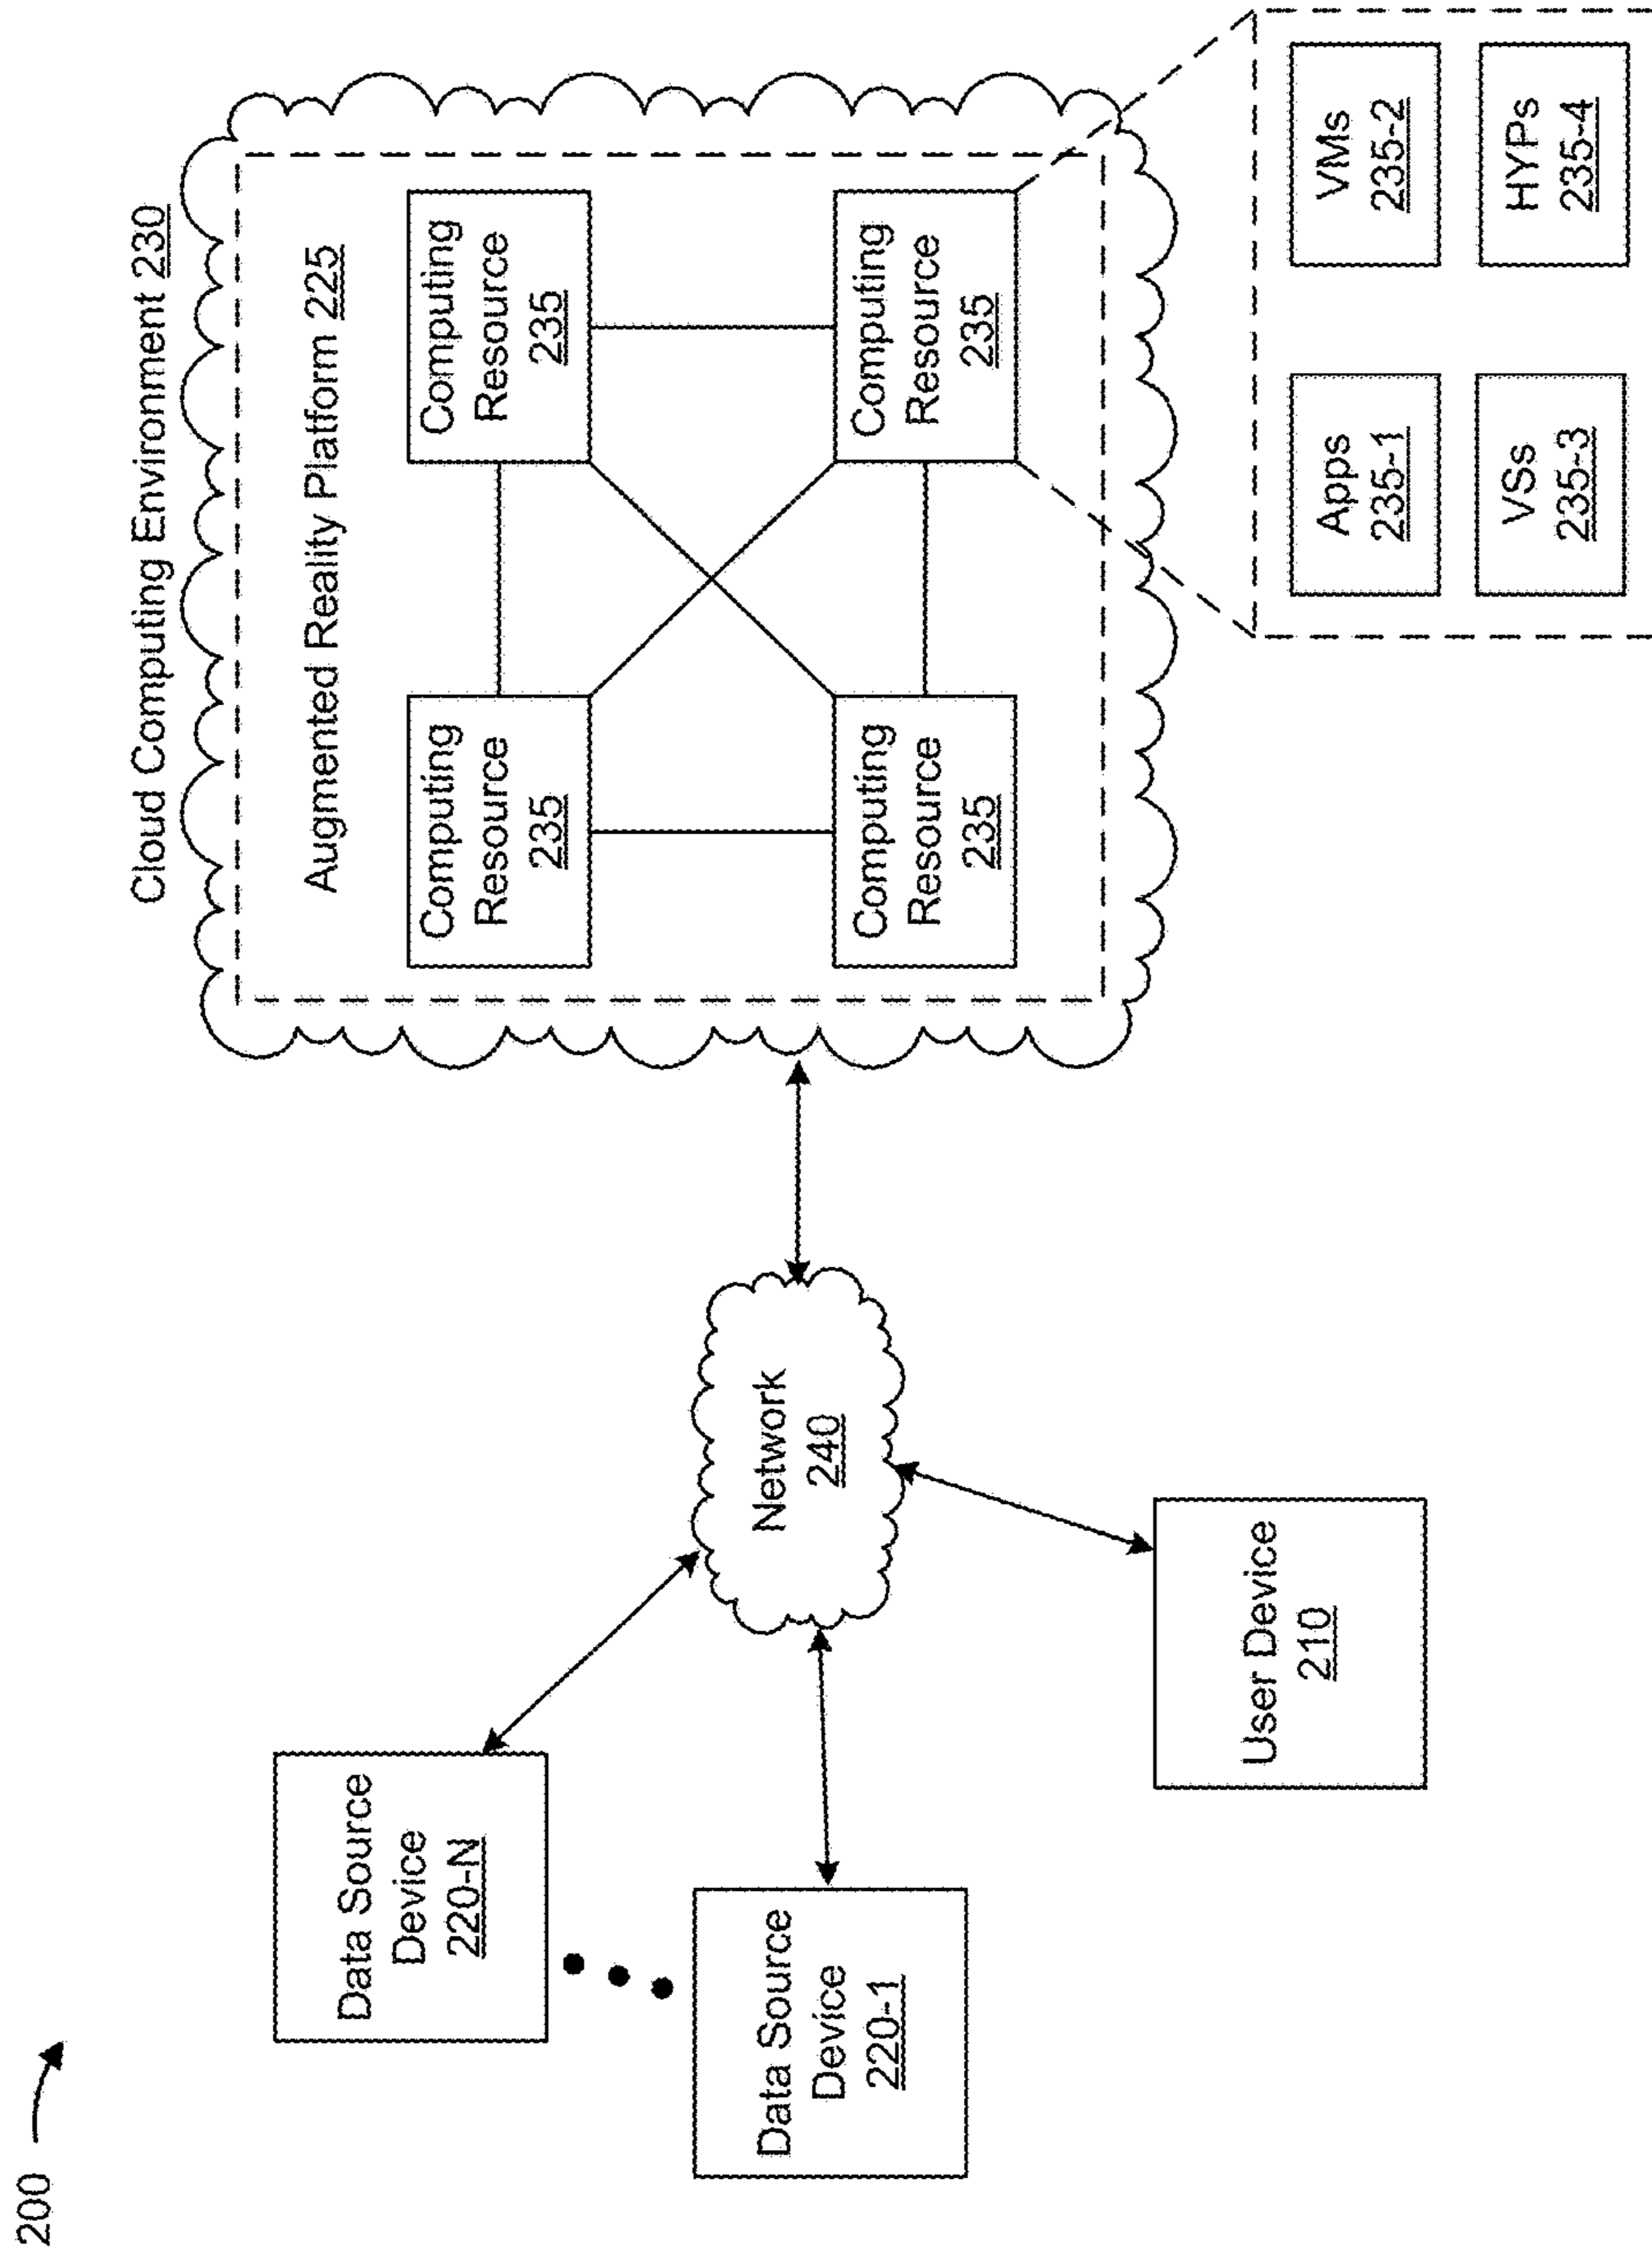 200
Cloud Computing Environment 230
Augmented Reality Platform 225
Computing
Resource
235
Computing
Resource
235
Computing
Resource
235
Computing
Resource
235
Data Source
Device
220-N
Data Source
Device
220-1
Network
240
User Device
210
Apps
235-1
VMs
235-2
VSs
235-3
HYPs
235-4